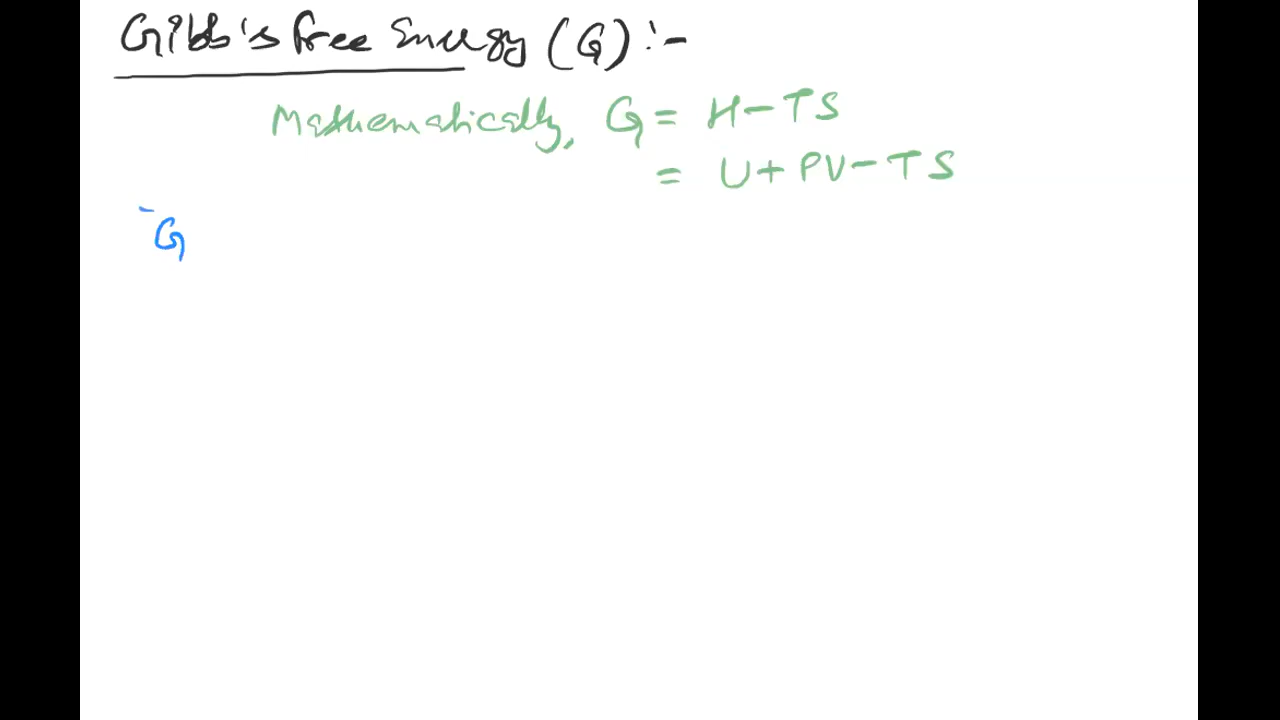 Gibb's free Energy (G) :-
Mathematically, G = H - TS
= U + PV - TS
G